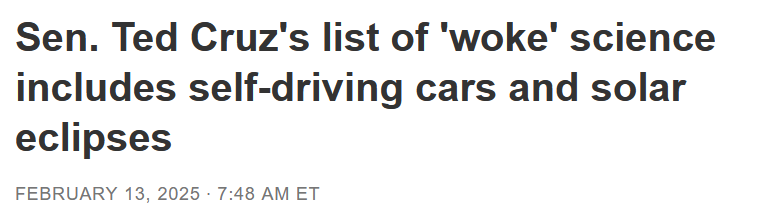 Sen. Ted Cruz's list of 'woke' science
includes self-driving cars and solar
eclipses
FEBRUARY 13, 2025 · 7:48 AM ET